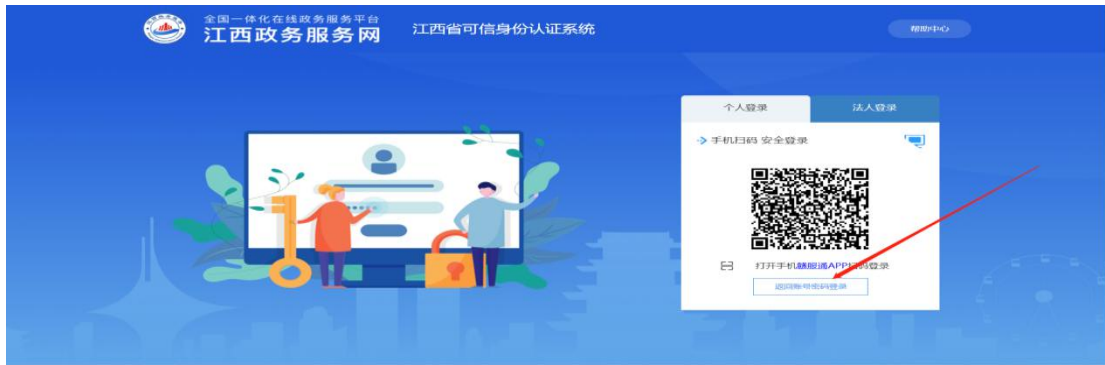 全国一体化在线政务服务平台
江西政务服务网
江西省可信身份认证系统
帮助中心
个人登录
法人登录
手机扫码 安全登录
打开手机赣服通APP扫码登录
返回账号密码登录